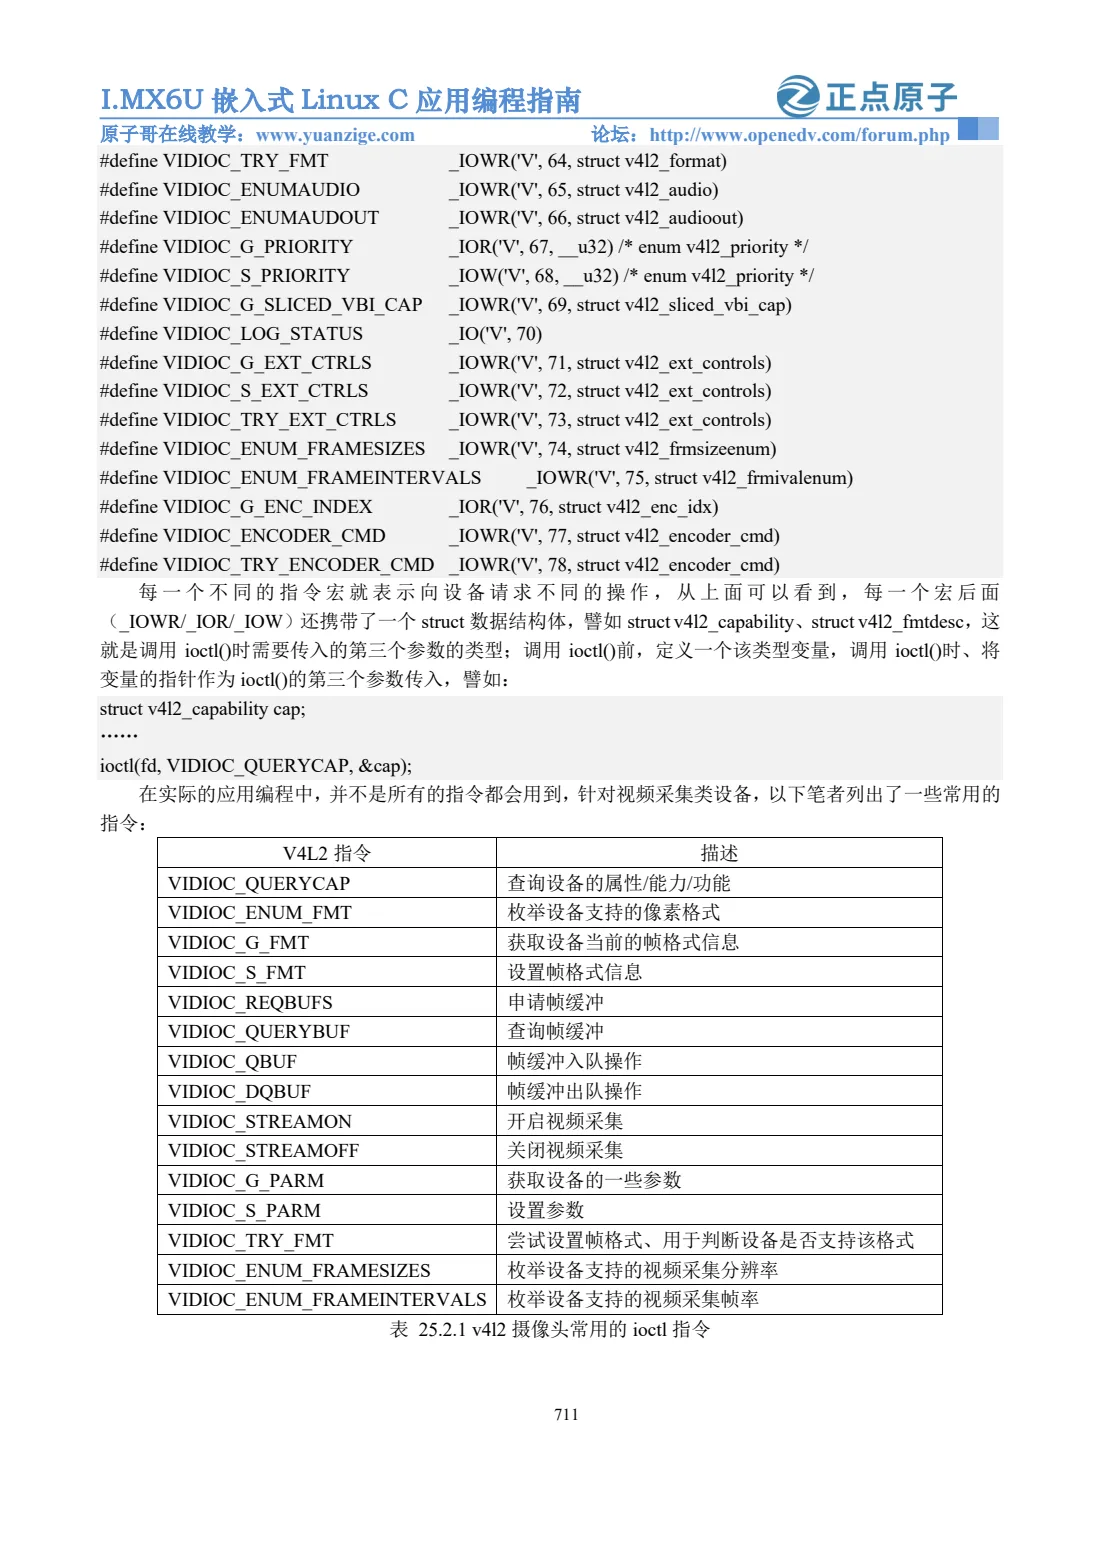 I.MX6U 嵌入式 Linux C 应用编程指南
正点原子
原子哥在线教学：www.yuanzige.com 论坛：http://www.openedv.com/forum.php
#define VIDIOC_TRY_FMT _IOWR('V', 64, struct v4l2_format)
#define VIDIOC_ENUMAUDIO _IOWR('V', 65, struct v4l2_audio)
#define VIDIOC_ENUMAUDOUT _IOWR('V', 66, struct v4l2_audioout)
#define VIDIOC_G_PRIORITY _IOR('V', 67, __u32) /* enum v4l2_priority */
#define VIDIOC_S_PRIORITY _IOW('V', 68, __u32) /* enum v4l2_priority */
#define VIDIOC_G_SLICED_VBI_CAP _IOWR('V', 69, struct v4l2_sliced_vbi_cap)
#define VIDIOC_LOG_STATUS _IO('V', 70)
#define VIDIOC_G_EXT_CTRLS _IOWR('V', 71, struct v4l2_ext_controls)
#define VIDIOC_S_EXT_CTRLS _IOWR('V', 72, struct v4l2_ext_controls)
#define VIDIOC_TRY_EXT_CTRLS _IOWR('V', 73, struct v4l2_ext_controls)
#define VIDIOC_ENUM_FRAMESIZES _IOWR('V', 74, struct v4l2_frmsizeenum)
#define VIDIOC_ENUM_FRAMEINTERVALS _IOWR('V', 75, struct v4l2_frmivalenum)
#define VIDIOC_G_ENC_INDEX _IOR('V', 76, struct v4l2_enc_idx)
#define VIDIOC_ENCODER_CMD _IOWR('V', 77, struct v4l2_encoder_cmd)
#define VIDIOC_TRY_ENCODER_CMD _IOWR('V', 78, struct v4l2_encoder_cmd)
每一个不同的指令宏就表示向设备请求不同的操作，从上面可以看到，每一个宏后面
（_IOWR/_IOR/_IOW）还携带了一个 struct 数据结构体，譬如 struct v4l2_capability、struct v4l2_fmtdesc，这
就是调用 ioctl()时需要传入的第三个参数的类型；调用 ioctl()前，定义一个该类型变量，调用 ioctl()时、将
变量的指针作为 ioctl()的第三个参数传入，譬如：
struct v4l2_capability cap;
……
ioctl(fd, VIDIOC_QUERYCAP, &cap);
在实际的应用编程中，并不是所有的指令都会用到，针对视频采集类设备，以下笔者列出了一些常用的
指令：
V4L2 指令 描述
VIDIOC_QUERYCAP 查询设备的属性/能力/功能
VIDIOC_ENUM_FMT 枚举设备支持的像素格式
VIDIOC_G_FMT 获取设备当前的帧格式信息
VIDIOC_S_FMT 设置帧格式信息
VIDIOC_REQBUFS 申请帧缓冲
VIDIOC_QUERYBUF 查询帧缓冲
VIDIOC_QBUF 帧缓冲入队操作
VIDIOC_DQBUF 帧缓冲出队操作
VIDIOC_STREAMON 开启视频采集
VIDIOC_STREAMOFF 关闭视频采集
VIDIOC_G_PARM 获取设备的一些参数
VIDIOC_S_PARM 设置参数
VIDIOC_TRY_FMT 尝试设置帧格式、用于判断设备是否支持该格式
VIDIOC_ENUM_FRAMESIZES 枚举设备支持的视频采集分辨率
VIDIOC_ENUM_FRAMEINTERVALS 枚举设备支持的视频采集帧率
表 25.2.1 v4l2 摄像头常用的 ioctl 指令
711